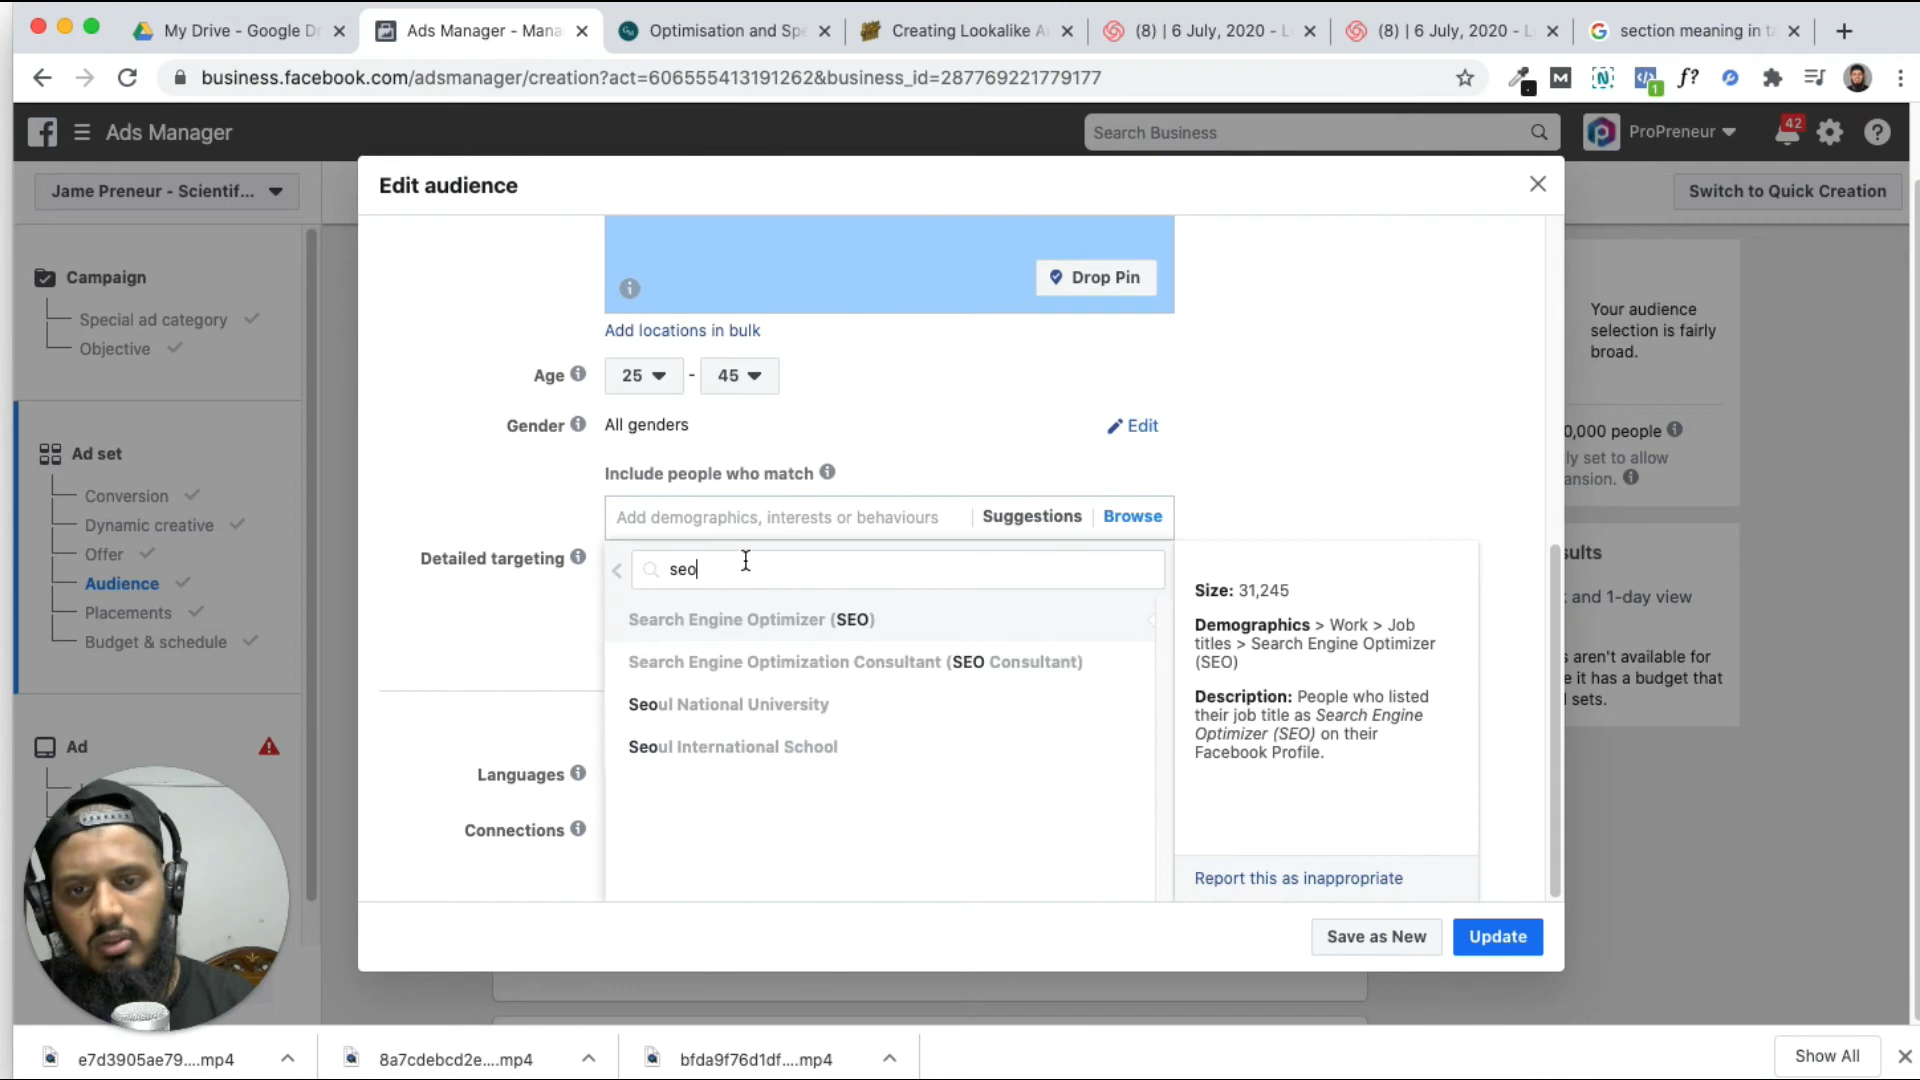 My Drive - Google Dr
Ads Manager - Mana
Optimisation and Spe
Creating Lookalike A
(8) | 6 July, 2020 - L
(8) | 6 July, 2020 - L
section meaning in ta
business.facebook.com/adsmanager/creation?act=606555413191262&business_id=287769221779177
Ads Manager
Search Business
ProPreneur
42
Jame Preneur - Scientif...
Switch to Quick Creation
Edit audience
Campaign
Special ad category
Objective
Drop Pin
Add locations in bulk
Your audience
selection is fairly
broad.
Age
25
-
45
Gender
All genders
Edit
0,000 people
ly set to allow
ansion.
Ad set
Conversion
Dynamic creative
Offer
Audience
Placements
Budget & schedule
Include people who match
Add demographics, interests or behaviours
Suggestions
Browse
Detailed targeting
seo
Search Engine Optimizer (SEO)
Search Engine Optimization Consultant (SEO Consultant)
Seoul National University
Seoul International School
Size: 31,245
Demographics > Work > Job
titles > Search Engine Optimizer
(SEO)
Description: People who listed
their job title as Search Engine
Optimizer (SEO) on their
Facebook Profile.
Report this as inappropriate
sults
and 1-day view
s aren't available for
e it has a budget that
sets.
Ad
Languages
Connections
Save as New
Update
e7d3905ae79....mp4
8a7cdebcd2e....mp4
bfda9f76d1df....mp4
Show All